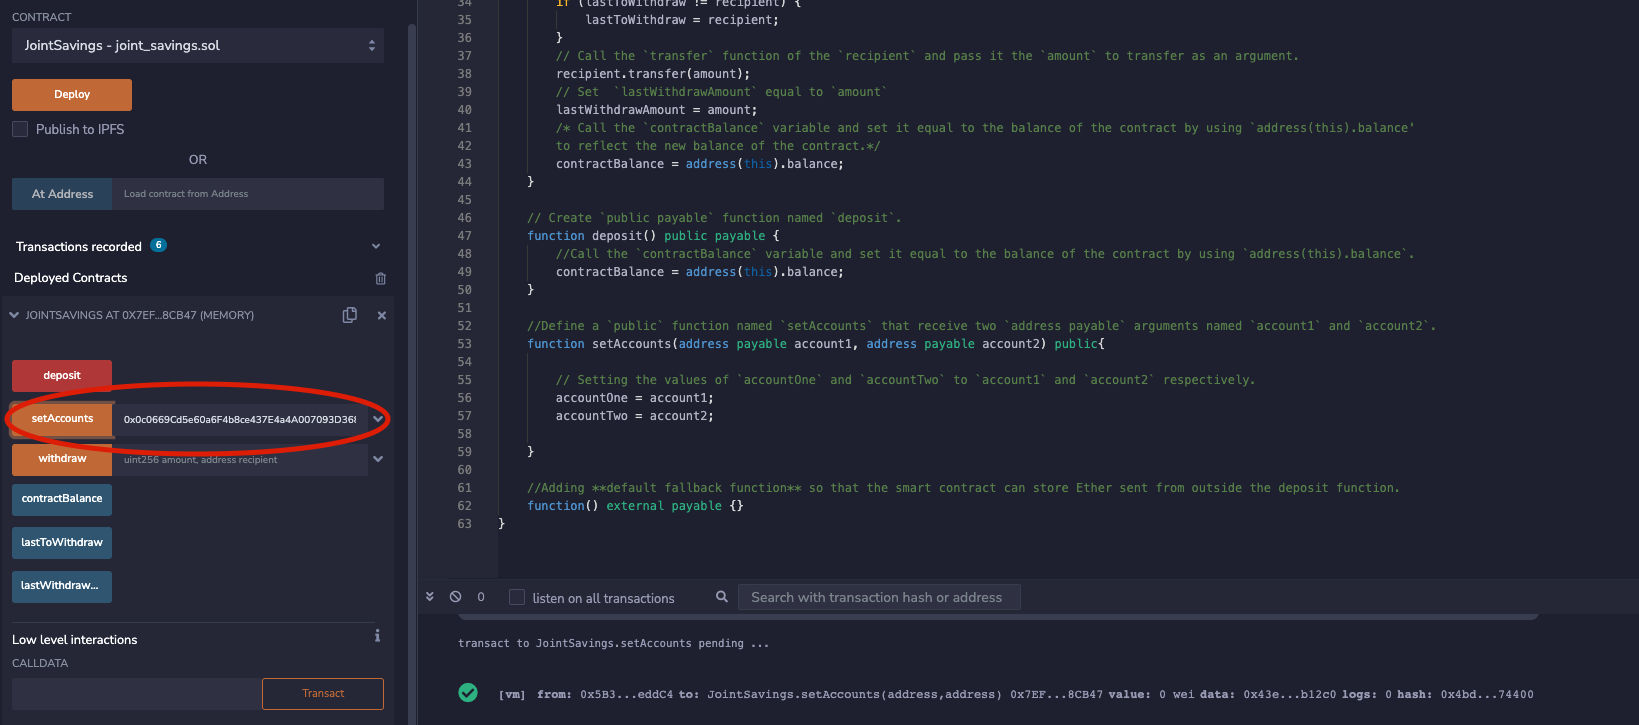 CONTRACT
JointSavings - joint_savings.sol
Deploy
Publish to IPFS
OR
At Address
Load contract from Address
Transactions recorded 6
Deployed Contracts
JOINTSAVINGS AT 0X7EF...8CB47 (MEMORY)
deposit
setAccounts 0x0c0669Cd5e60a6F4b8ce437E4a4A007093D368
withdraw uint256 amount, address recipient
contractBalance
lastToWithdraw
lastWithdraw...
Low level interactions
i
CALLDATA
Transact
34 if (lastToWithdraw != recipient) {
35 lastToWithdraw = recipient;
36 }
37 // Call the `transfer` function of the `recipient` and pass it the `amount` to transfer as an argument.
38 recipient.transfer(amount);
39 // Set  `lastWithdrawAmount` equal to `amount`
40 lastWithdrawAmount = amount;
41 /* Call the `contractBalance` variable and set it equal to the balance of the contract by using `address(this).balance'
42 to reflect the new balance of the contract.*/
43 contractBalance = address(this).balance;
44 }
45
46 // Create `public payable` function named `deposit`.
47 function deposit() public payable {
48 //Call the `contractBalance` variable and set it equal to the balance of the contract by using `address(this).balance`.
49 contractBalance = address(this).balance;
50 }
51
52 //Define a `public` function named `setAccounts` that receive two `address payable` arguments named `account1` and `account2`.
53 function setAccounts(address payable account1, address payable account2) public{
54
55 // Setting the values of `accountOne` and `accountTwo` to `account1` and `account2` respectively.
56 accountOne = account1;
57 accountTwo = account2;
58
59 }
60
61 //Adding **default fallback function** so that the smart contract can store Ether sent from outside the deposit function.
62 function() external payable {}
63 }
0 listen on all transactions Search with transaction hash or address
transact to JointSavings.setAccounts pending ...
[vm] from: 0x5B3...eddC4 to: JointSavings.setAccounts(address,address) 0x7EF...8CB47 value: 0 wei data: 0x43e...b12c0 logs: 0 hash: 0x4bd...74400